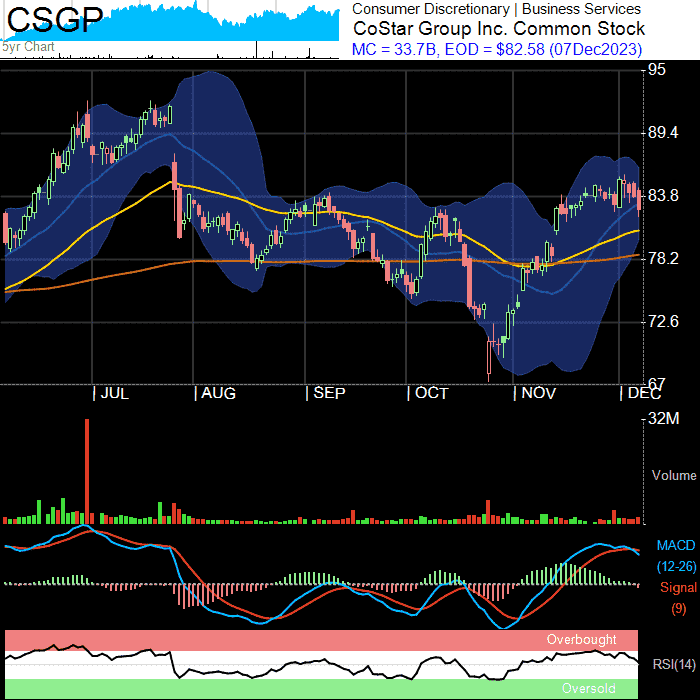 CSGP
5yr Chart
Consumer Discretionary | Business Services
CoStar Group Inc. Common Stock
MC = 33.7B, EOD = $82.58 (07Dec2023)
95
89.4
83.8
78.2
72.6
67
JUL
AUG
SEP
OCT
NOV
DEC
32M
Volume
MACD
(12-26)
Signal
(9)
Overbought
RSI(14)
Oversold